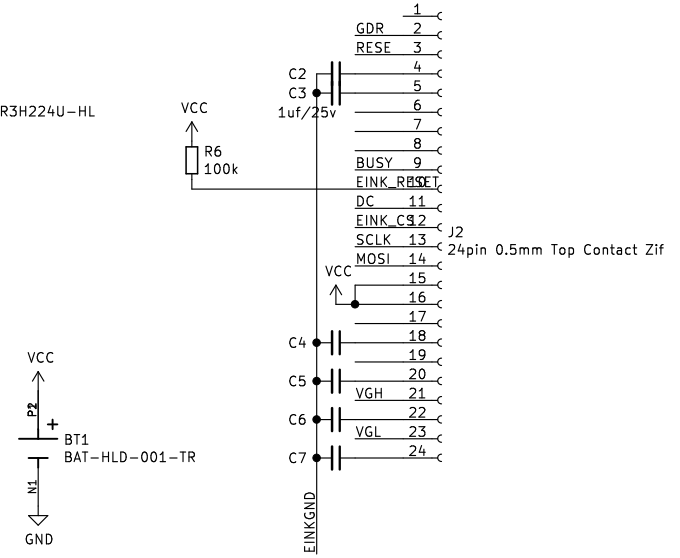 1
GDR 2
RESE 3
C2 4
C3 5
1uf/25v
R3H224U-HL
VCC
6
7
R6
100k
8
BUSY 9
EINK_RESET 10
DC 11
EINK_CS 12
J2
SCLK 13
24pin 0.5mm Top Contact Zif
MOSI 14
VCC
15
16
17
C4 18
VCC
19
C5 20
VGH 21
P2
+
C6 22
BT1
VGL 23
BAT-HLD-001-TR
C7 24
N1
EINKGND
GND